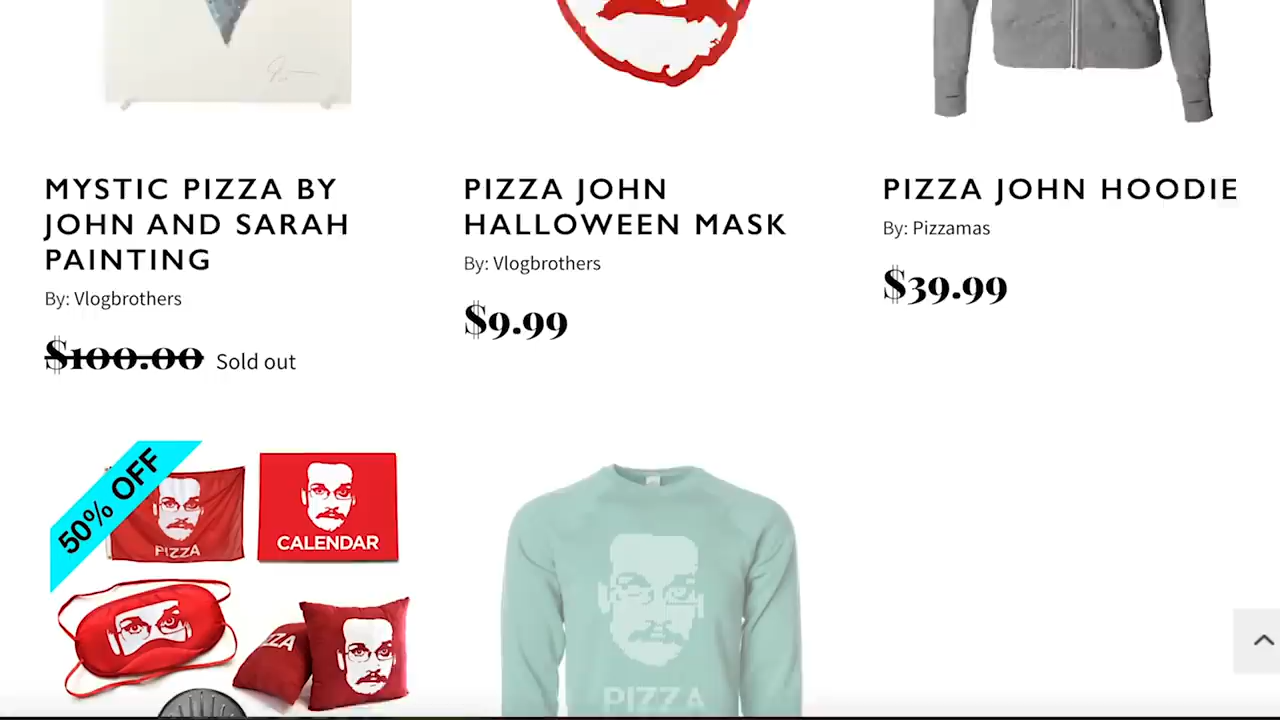 MYSTIC PIZZA BY
JOHN AND SARAH
PAINTING
By: Vlogbrothers
$100.00 Sold out
PIZZA JOHN
HALLOWEEN MASK
By: Vlogbrothers
$9.99
PIZZA JOHN HOODIE
By: Pizzamas
$39.99
50% OFF
PIZZA
CALENDAR
PIZZA